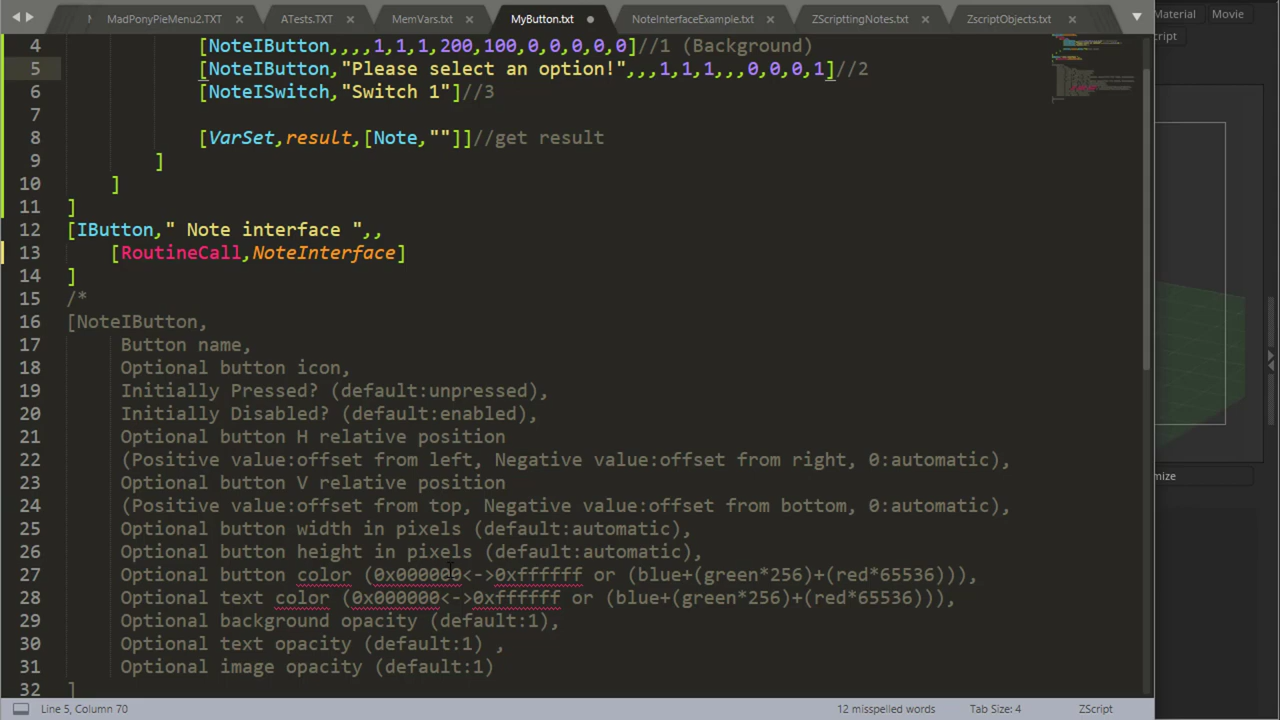 MadPonyPieMenu2.TXT ATests.TXT MemVars.txt MyButton.txt NoteInterfaceExample.txt ZScripttingNotes.txt ZscriptObjects.txt Material Movie
4 [NoteIButton,,,,1,1,1,200,100,0,0,0,0,0]//1 (Background)
5 [NoteIButton,"Please select an option!",,,1,1,1,,,0,0,0,1]//2
6 [NoteISwitch,"Switch 1"]//3
7
8 [VarSet,result,[Note,""]]//get result
9 ]
10 ]
11 ]
12 [IButton," Note interface ",,
13 [RoutineCall,NoteInterface]
14 ]
15 /*
16 [NoteIButton,
17 Button name,
18 Optional button icon,
19 Initially Pressed? (default:unpressed),
20 Initially Disabled? (default:enabled),
21 Optional button H relative position
22 (Positive value:offset from left, Negative value:offset from right, 0:automatic),
23 Optional button V relative position
24 (Positive value:offset from top, Negative value:offset from bottom, 0:automatic),
25 Optional button width in pixels (default:automatic),
26 Optional button height in pixels (default:automatic),
27 Optional button color (0x000000<->0xffffff or (blue+(green*256)+(red*65536))),
28 Optional text color (0x000000<->0xffffff or (blue+(green*256)+(red*65536))),
29 Optional background opacity (default:1),
30 Optional text opacity (default:1) ,
31 Optional image opacity (default:1)
32 ]
Line 5, Column 70 12 misspelled words Tab Size: 4 ZScript